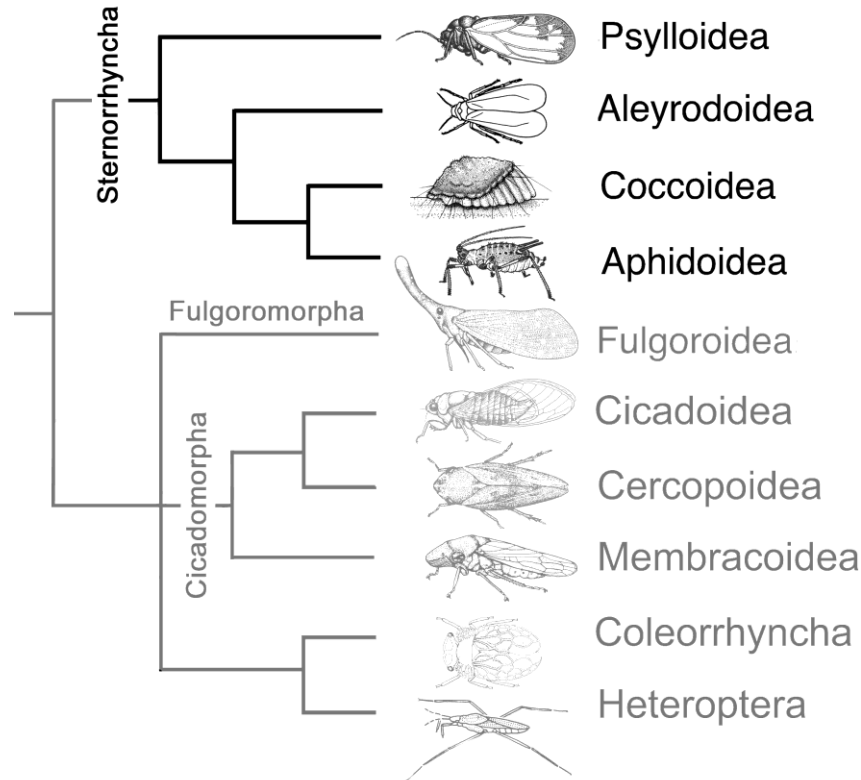 Sternorrhyncha
Psylloidea
Aleyrodoidea
Coccoidea
Aphidoidea
Fulgoromorpha
Fulgoroidea
Cicadomorpha
Cicadoidea
Cercopoidea
Membracoidea
Coleorrhyncha
Heteroptera